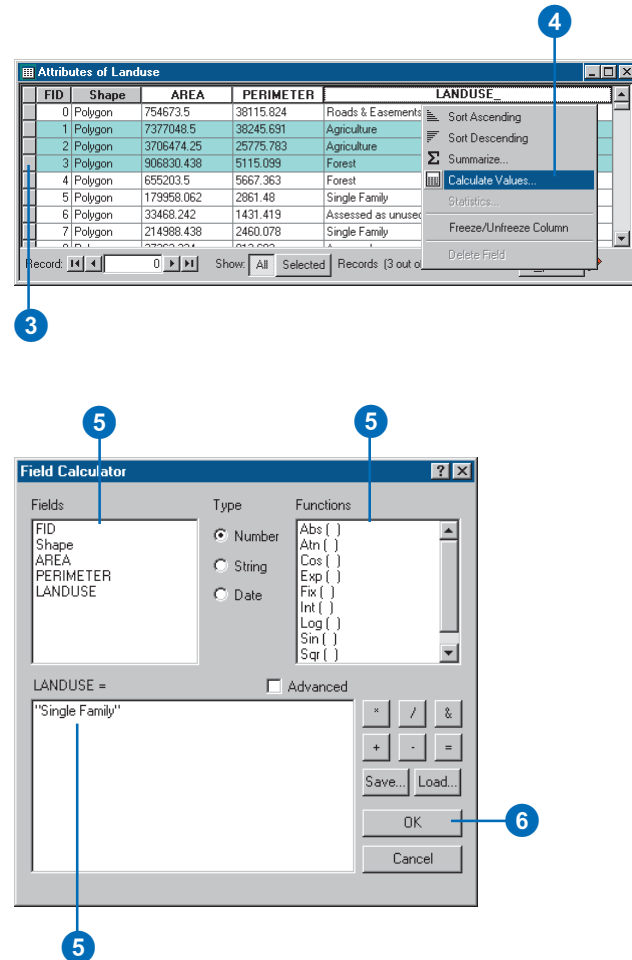 4
Attributes of Landuse
FID Shape AREA PERIMETER LANDUSE_
0 Polygon 754673.5 38115.824 Roads & Easements
1 Polygon 7377048.5 38245.691 Agriculture
2 Polygon 3706474.25 25775.783 Agriculture
3 Polygon 906830.438 5115.099 Forest
4 Polygon 655203.5 5667.363 Forest
5 Polygon 179958.062 2861.48 Single Family
6 Polygon 33468.242 1431.419 Assessed as unused
7 Polygon 214988.438 2460.078 Single Family
Sort Ascending
Sort Descending
Σ Summarize...
Calculate Values...
Statistics...
Freeze/Unfreeze Column
Delete Field
Record: 0 Show: All Selected Records (3 out o
3
5 5
Field Calculator
Fields Type Functions
FID
Shape
AREA
PERIMETER
LANDUSE
Number
String
Date
Abs ( )
Atn ( )
Cos ( )
Exp ( )
Fix ( )
Int ( )
Log ( )
Sin ( )
Sqr ( )
LANDUSE = Advanced
"Single Family"
* / &
+ - =
Save... Load...
OK 6
Cancel
5